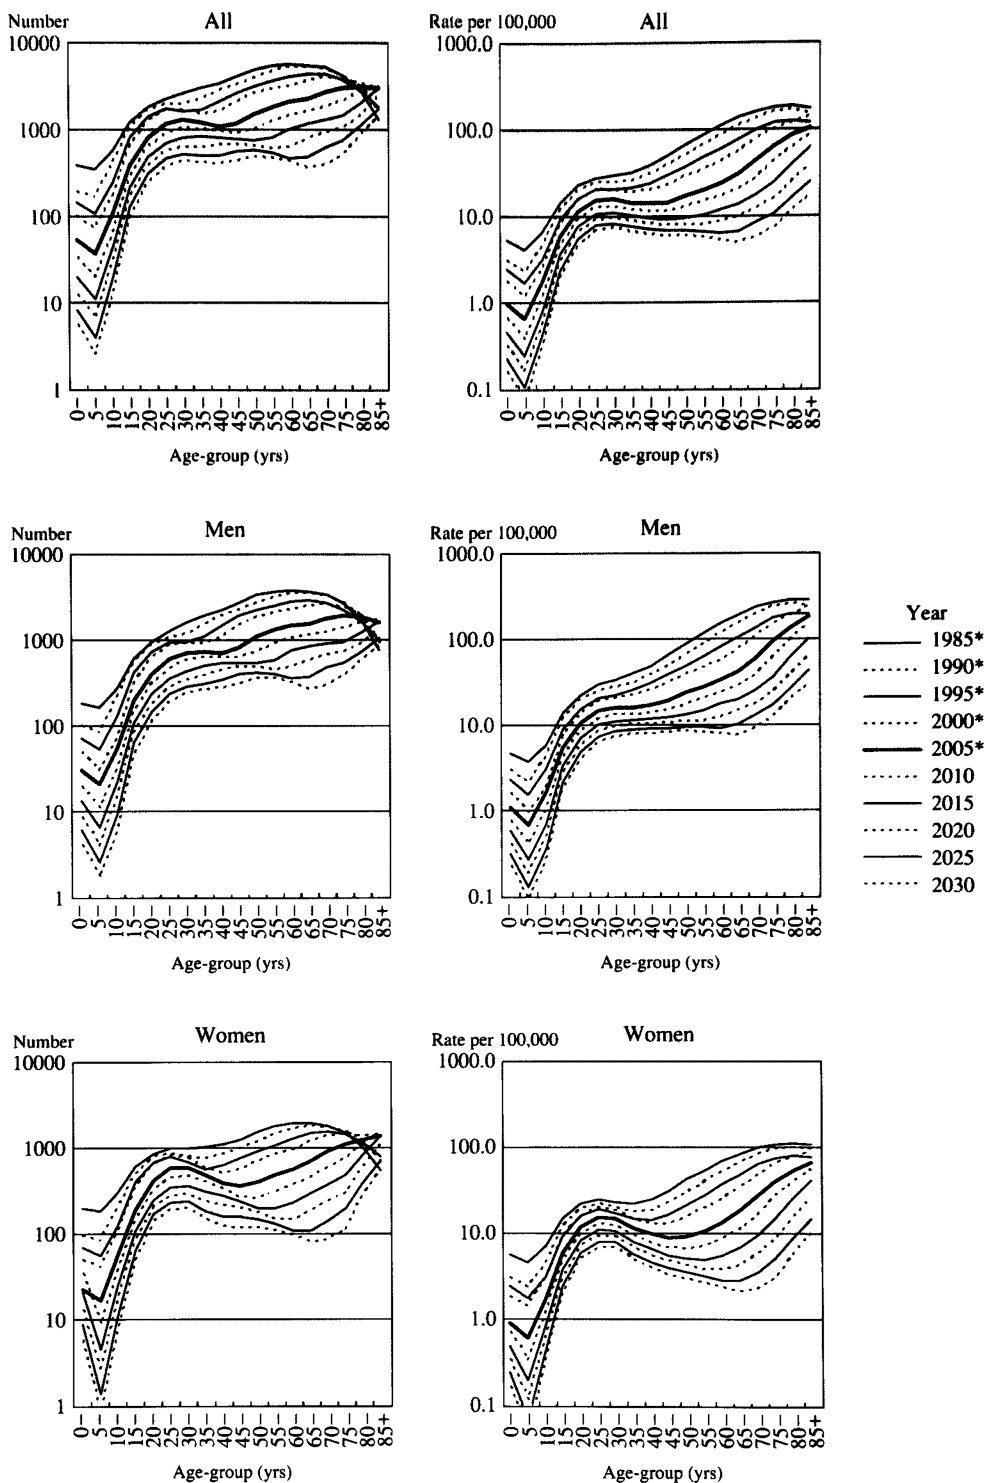 Number All Rate per 100,000 All
10000 1000.0
1000 100.0
100 10.0
10 1.0
1 0.1
0– 5– 10– 15– 20– 25– 30– 35– 40– 45– 50– 55– 60– 65– 70– 75– 80– 85+ 0– 5– 10– 15– 20– 25– 30– 35– 40– 45– 50– 55– 60– 65– 70– 75– 80– 85+
Age-group (yrs) Age-group (yrs)
Number Men Rate per 100,000 Men
10000 1000.0
1000 100.0
100 10.0
10 1.0
1 0.1
0– 5– 10– 15– 20– 25– 30– 35– 40– 45– 50– 55– 60– 65– 70– 75– 80– 85+ 0– 5– 10– 15– 20– 25– 30– 35– 40– 45– 50– 55– 60– 65– 70– 75– 80– 85+
Age-group (yrs) Age-group (yrs)
Year
1985*
1990*
1995*
2000*
2005*
2010
2015
2020
2025
2030
Number Women Rate per 100,000 Women
10000 1000.0
1000 100.0
100 10.0
10 1.0
1 0.1
0– 5– 10– 15– 20– 25– 30– 35– 40– 45– 50– 55– 60– 65– 70– 75– 80– 85+ 0– 5– 10– 15– 20– 25– 30– 35– 40– 45– 50– 55– 60– 65– 70– 75– 80– 85+
Age-group (yrs) Age-group (yrs)